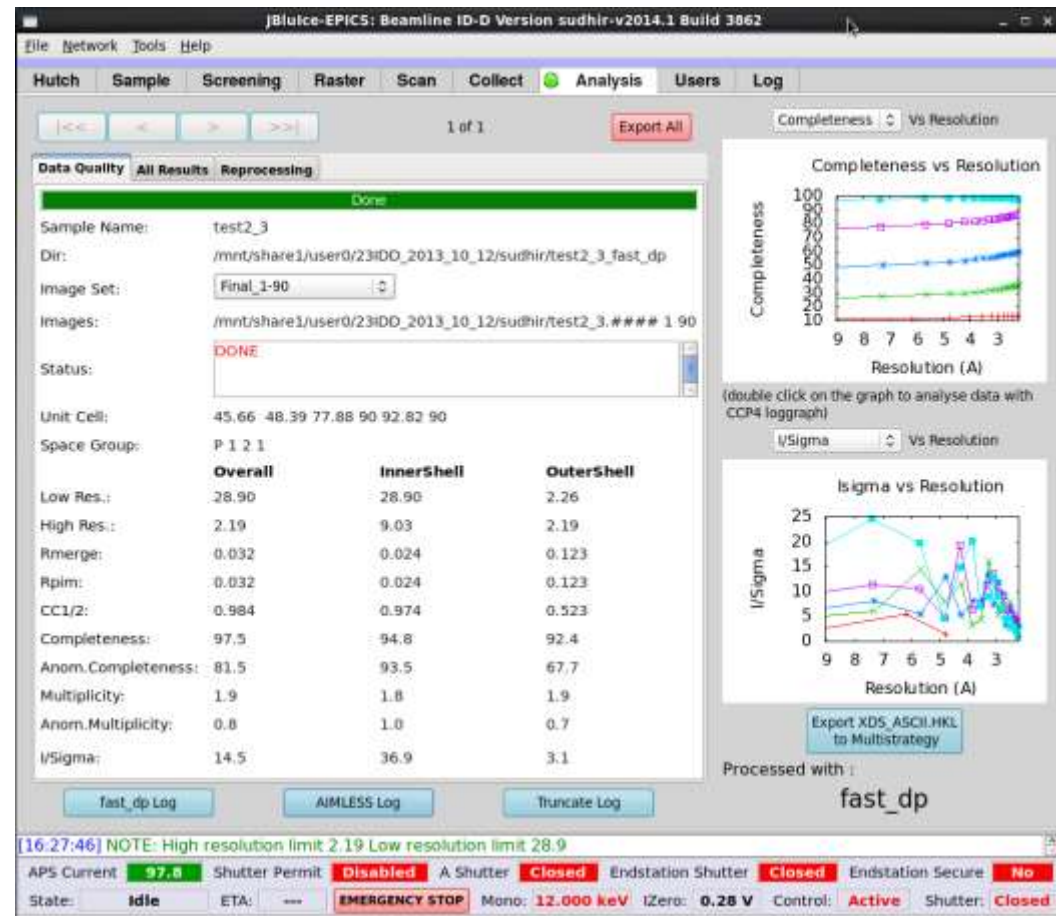 JBluIce-EPICS: Beamline ID-D Version sudhir-v2014.1 Build 3862
File Network Tools Help
Hutch Sample Screening Raster Scan Collect Analysis Users Log
|<< < > >>| 1 of 1 Export All
Data Quality All Results Reprocessing
Done
Sample Name: test2_3
Dir: /mnt/share1/user0/23IDD_2013_10_12/sudhir/test2_3_fast_dp
Image Set: Final_1-90
Images: /mnt/share1/user0/23IDD_2013_10_12/sudhir/test2_3.#### 1 90
Status: DONE
Unit Cell: 45.66 48.39 77.88 90 92.82 90
Space Group: P 1 2 1
Overall InnerShell OuterShell
Low Res.: 28.90 28.90 2.26
High Res.: 2.19 9.03 2.19
Rmerge: 0.032 0.024 0.123
Rpim: 0.032 0.024 0.123
CC1/2: 0.984 0.974 0.523
Completeness: 97.5 94.8 92.4
Anom.Completeness: 81.5 93.5 67.7
Multiplicity: 1.9 1.8 1.9
Anom.Multiplicity: 0.8 1.0 0.7
I/Sigma: 14.5 36.9 3.1
fast_dp Log AIMLESS Log Truncate Log
Completeness Vs Resolution
Completeness vs Resolution
Completeness
100
90
80
70
60
50
40
30
20
10
9 8 7 6 5 4 3
Resolution (A)
(double click on the graph to analyse data with
CCP4 loggraph)
I/Sigma Vs Resolution
Isigma vs Resolution
I/Sigma
25
20
15
10
5
0
9 8 7 6 5 4 3
Resolution (A)
Export XDS_ASCII.HKL
to Multistrategy
Processed with :
fast_dp
[16:27:46] NOTE: High resolution limit 2.19 Low resolution limit 28.9
APS Current 97.8 Shutter Permit Disabled A Shutter Closed Endstation Shutter Closed Endstation Secure No
State: Idle ETA: --- EMERGENCY STOP Mono: 12.000 keV IZero: 0.28 V Control: Active Shutter: Closed